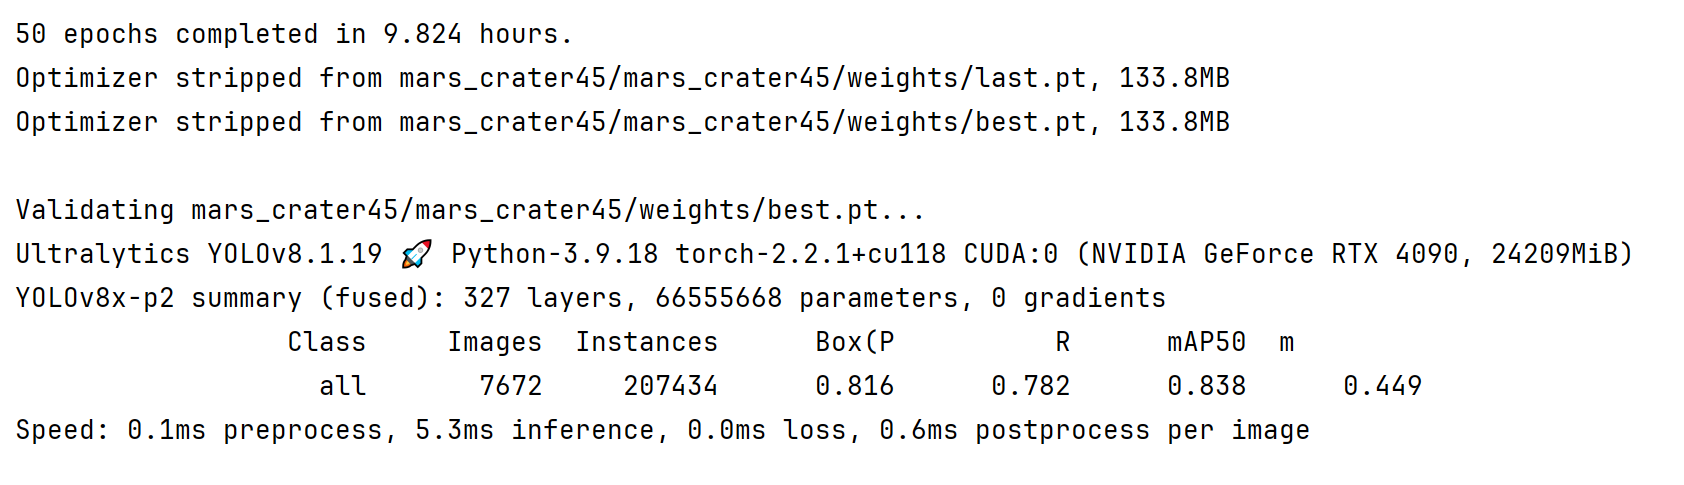 50 epochs completed in 9.824 hours.
Optimizer stripped from mars_crater45/mars_crater45/weights/last.pt, 133.8MB
Optimizer stripped from mars_crater45/mars_crater45/weights/best.pt, 133.8MB
Validating mars_crater45/mars_crater45/weights/best.pt...
Ultralytics YOLOv8.1.19 🚀 Python-3.9.18 torch-2.2.1+cu118 CUDA:0 (NVIDIA GeForce RTX 4090, 24209MiB)
YOLOv8x-p2 summary (fused): 327 layers, 66555668 parameters, 0 gradients
Class Images Instances Box(P R mAP50 m
all 7672 207434 0.816 0.782 0.838 0.449
Speed: 0.1ms preprocess, 5.3ms inference, 0.0ms loss, 0.6ms postprocess per image